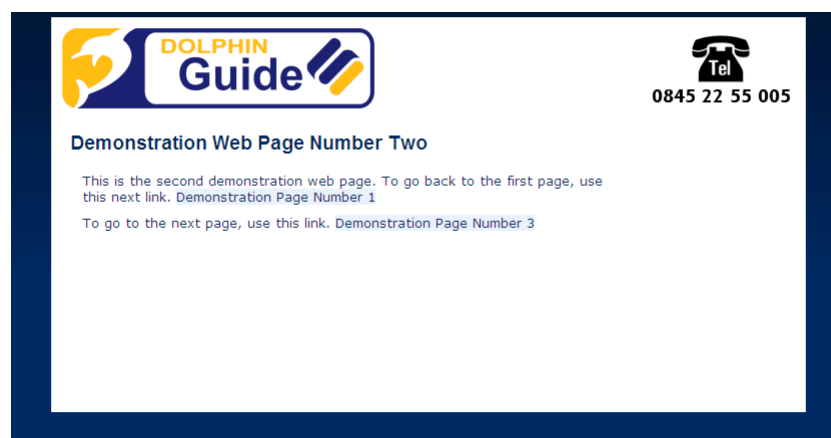 DOLPHIN
Guide
Tel
0845 22 55 005
Demonstration Web Page Number Two
This is the second demonstration web page. To go back to the first page, use
this next link. Demonstration Page Number 1
To go to the next page, use this link. Demonstration Page Number 3